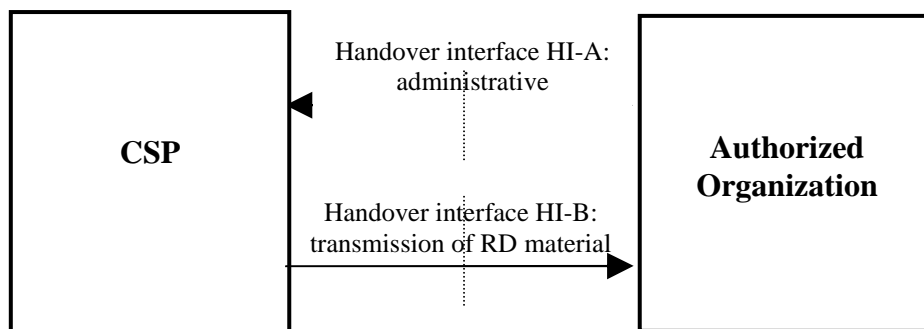 Handover interface HI-A:
administrative
CSP
Authorized
Organization
Handover interface HI-B:
transmission of RD material